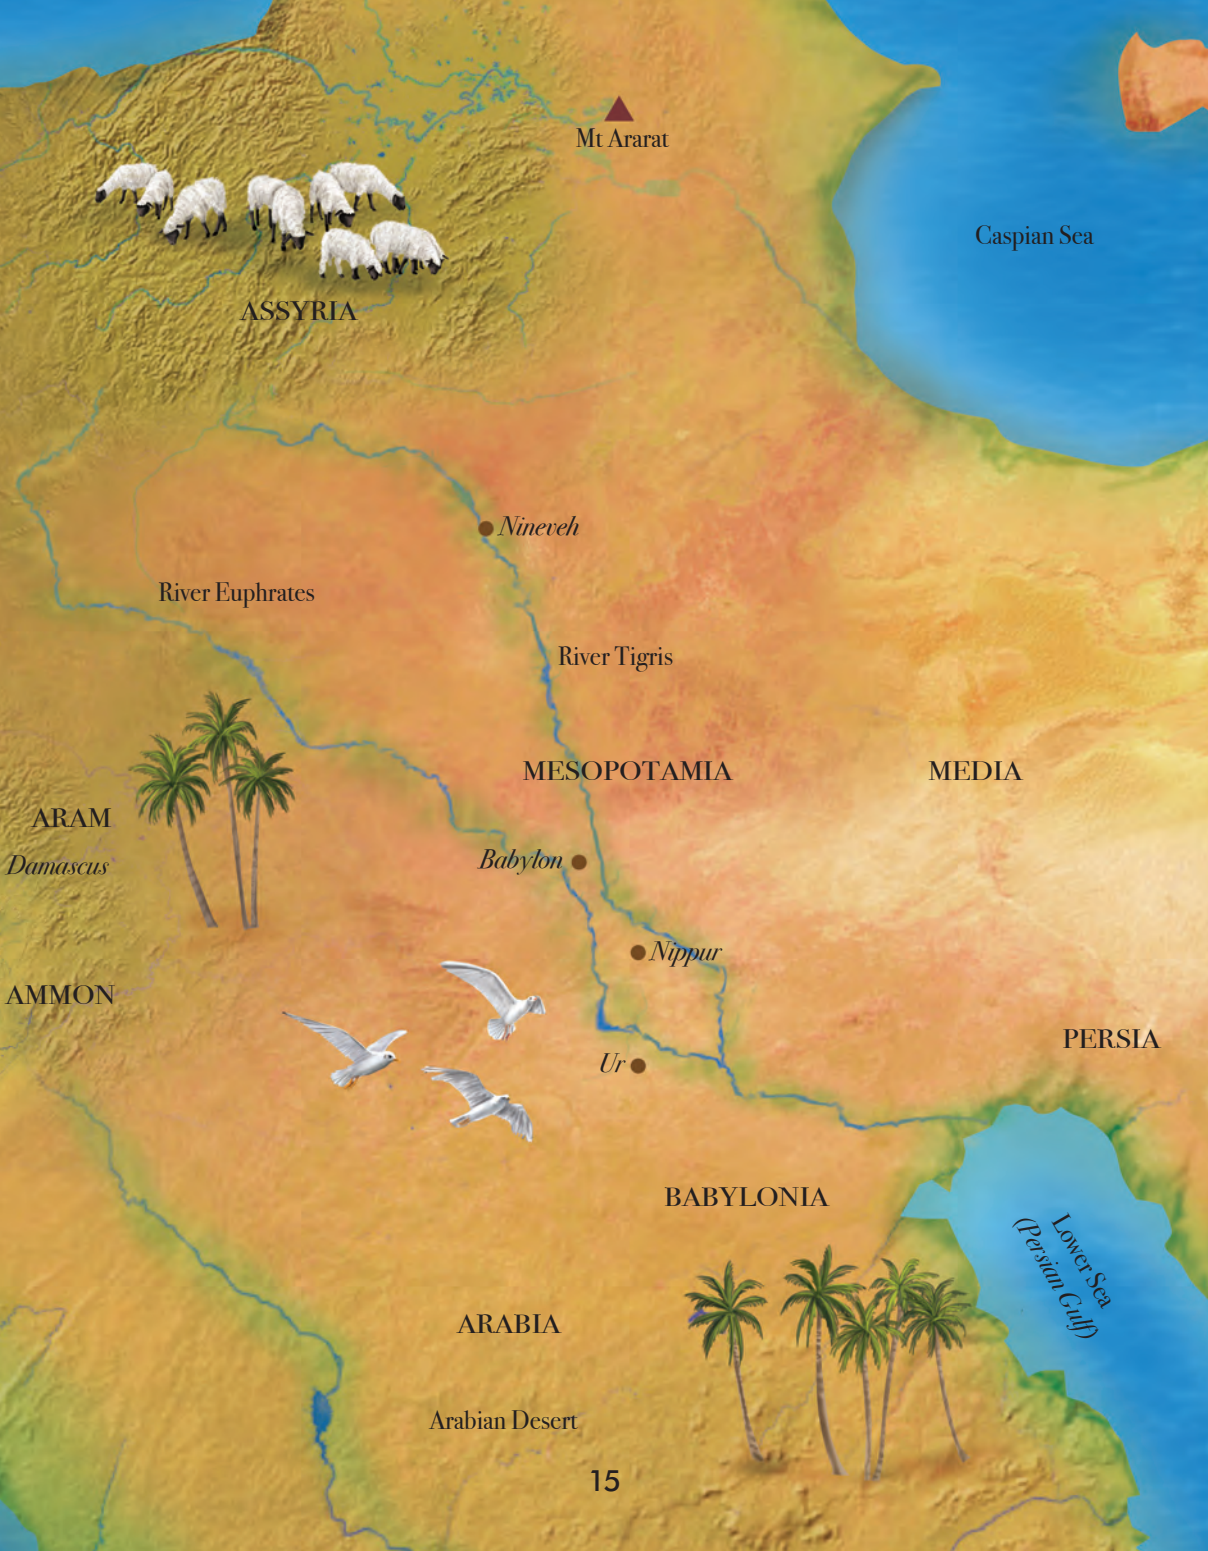 Mt Ararat
Caspian Sea
ASSYRIA
Nineveh
River Euphrates
River Tigris
MESOPOTAMIA
MEDIA
ARAM
Damascus
Babylon
Nippur
AMMON
PERSIA
Ur
BABYLONIA
Lower Sea
(Persian Gulf)
ARABIA
Arabian Desert
15